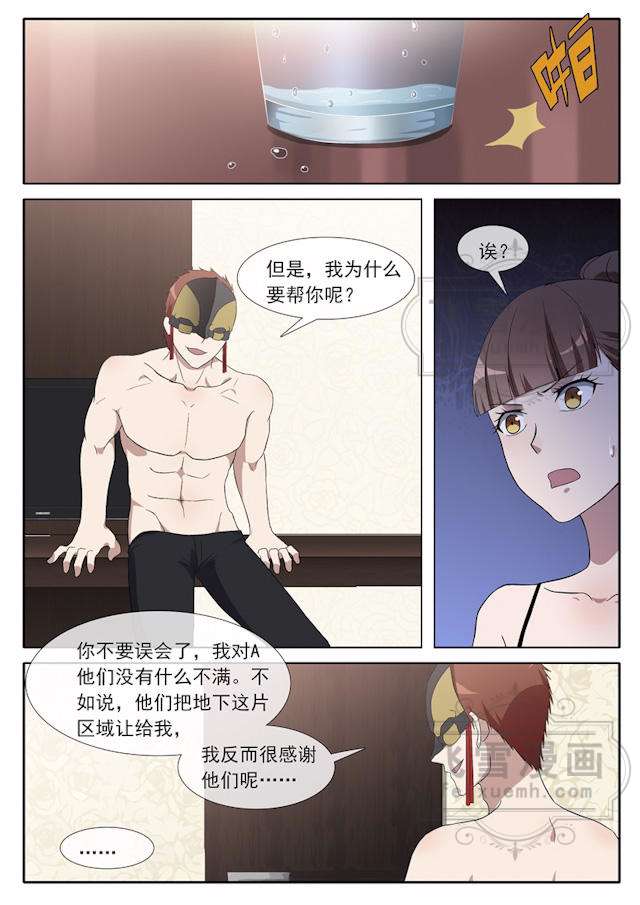 咔
但是，我为什么
要帮你呢？
诶？
你不要误会了，我对A
他们没有什么不满。不
如说，他们把地下这片
区域让给我，
我反而很感谢
他们呢……
……
飞雪漫画
feixuemh.com